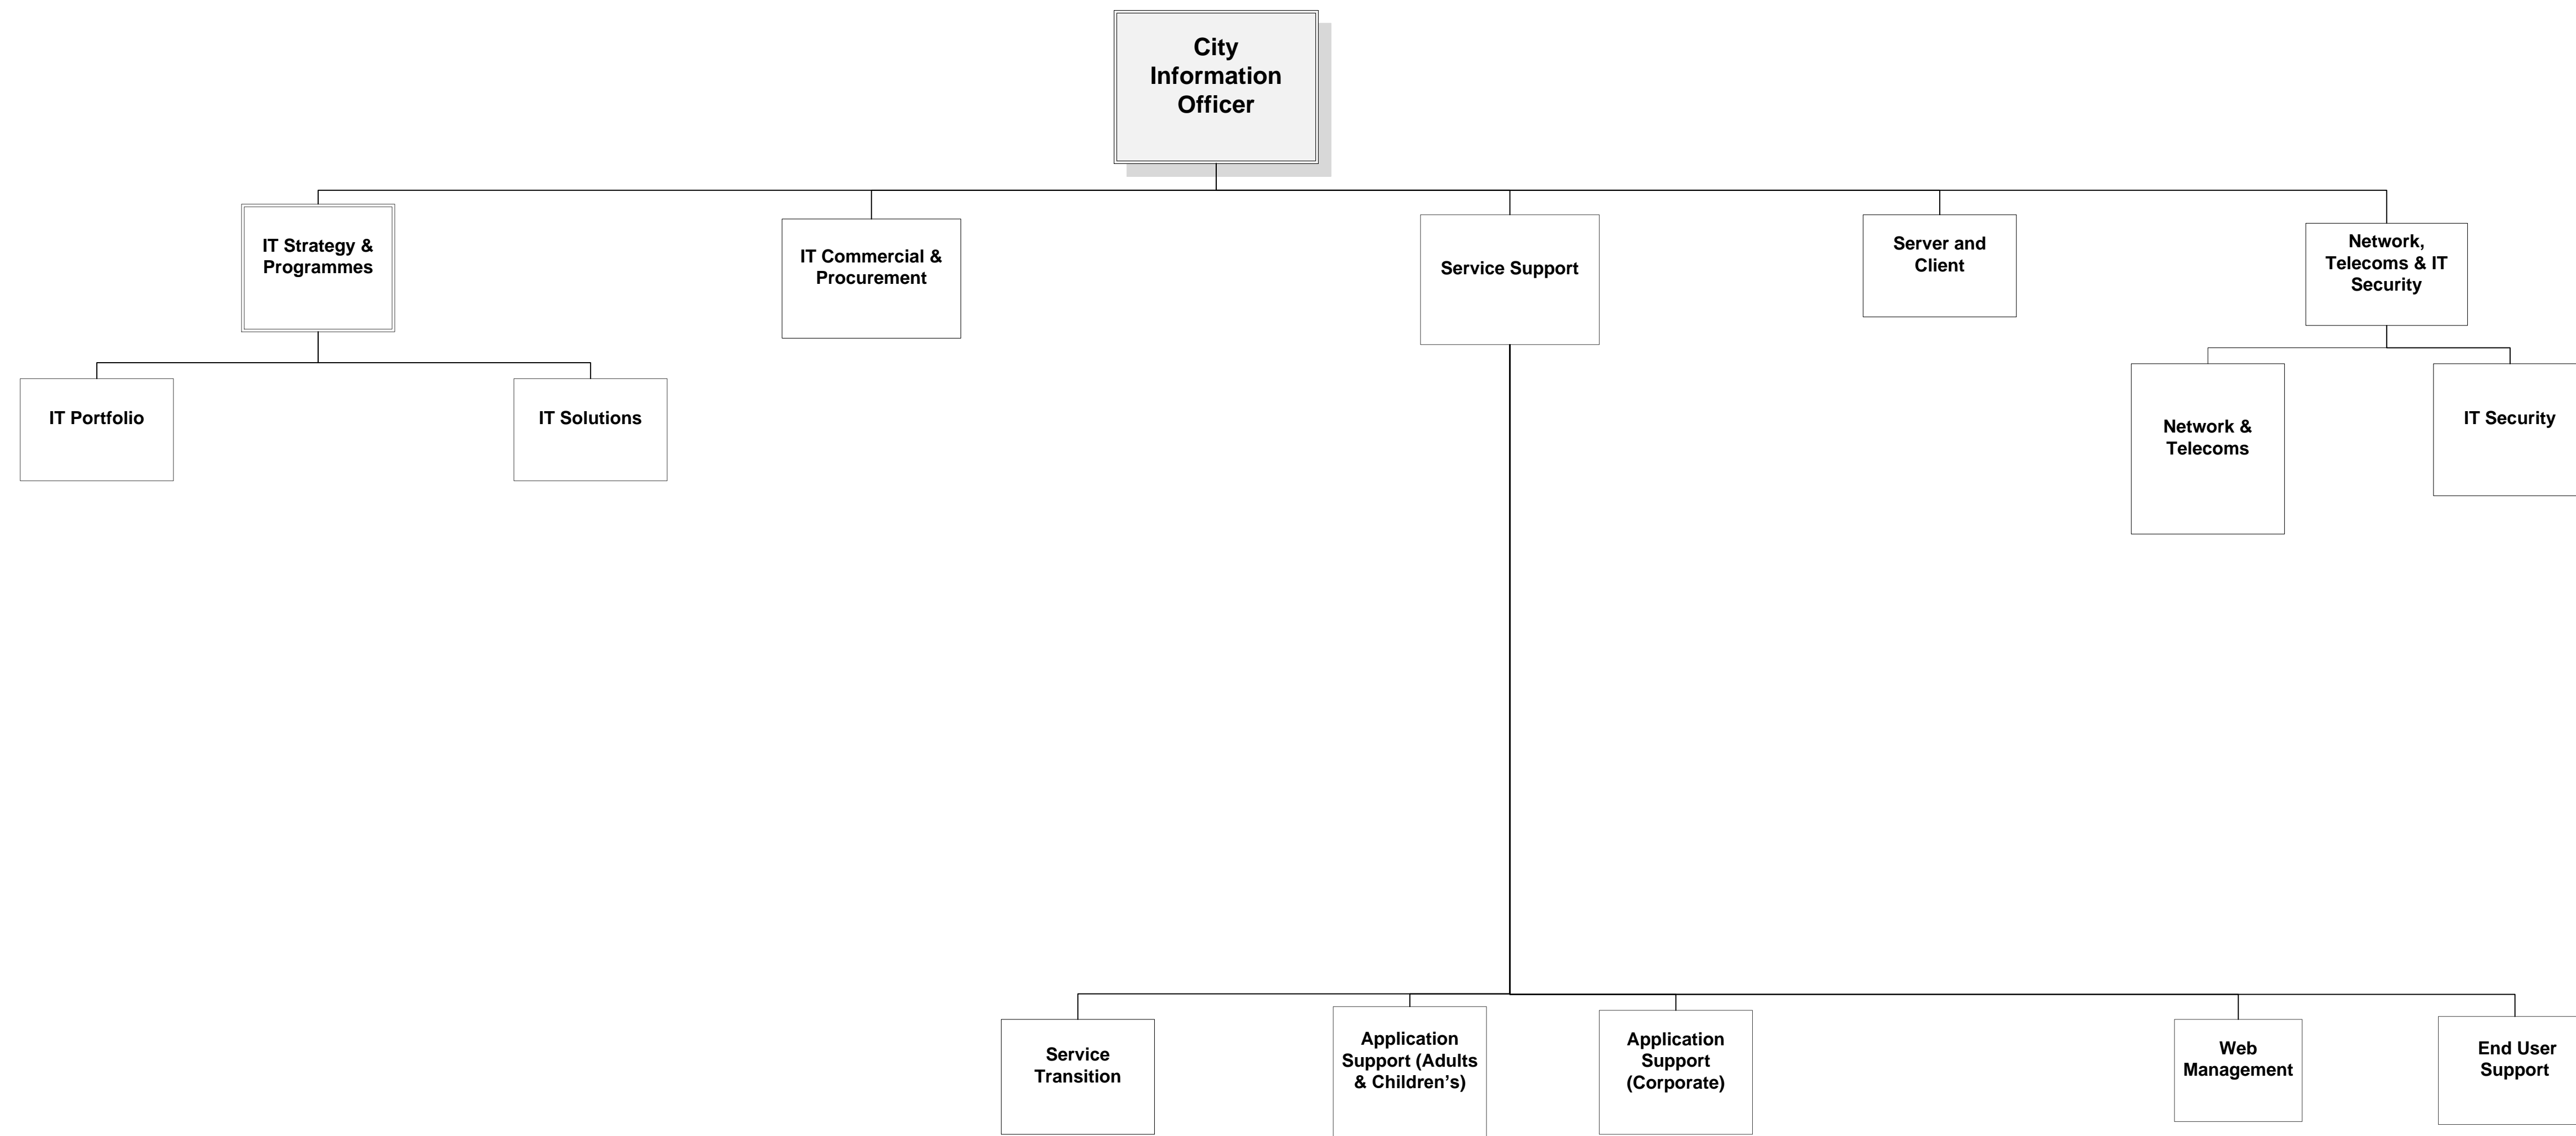 City
Information
Officer
IT Strategy &
Programmes
IT Commercial &
Procurement
Service Support
Server and
Client
Network,
Telecoms & IT
Security
IT Portfolio
IT Solutions
Network &
Telecoms
IT Security
Service
Transition
Application
Support (Adults
& Children’s)
Application
Support
(Corporate)
Web
Management
End User
Support